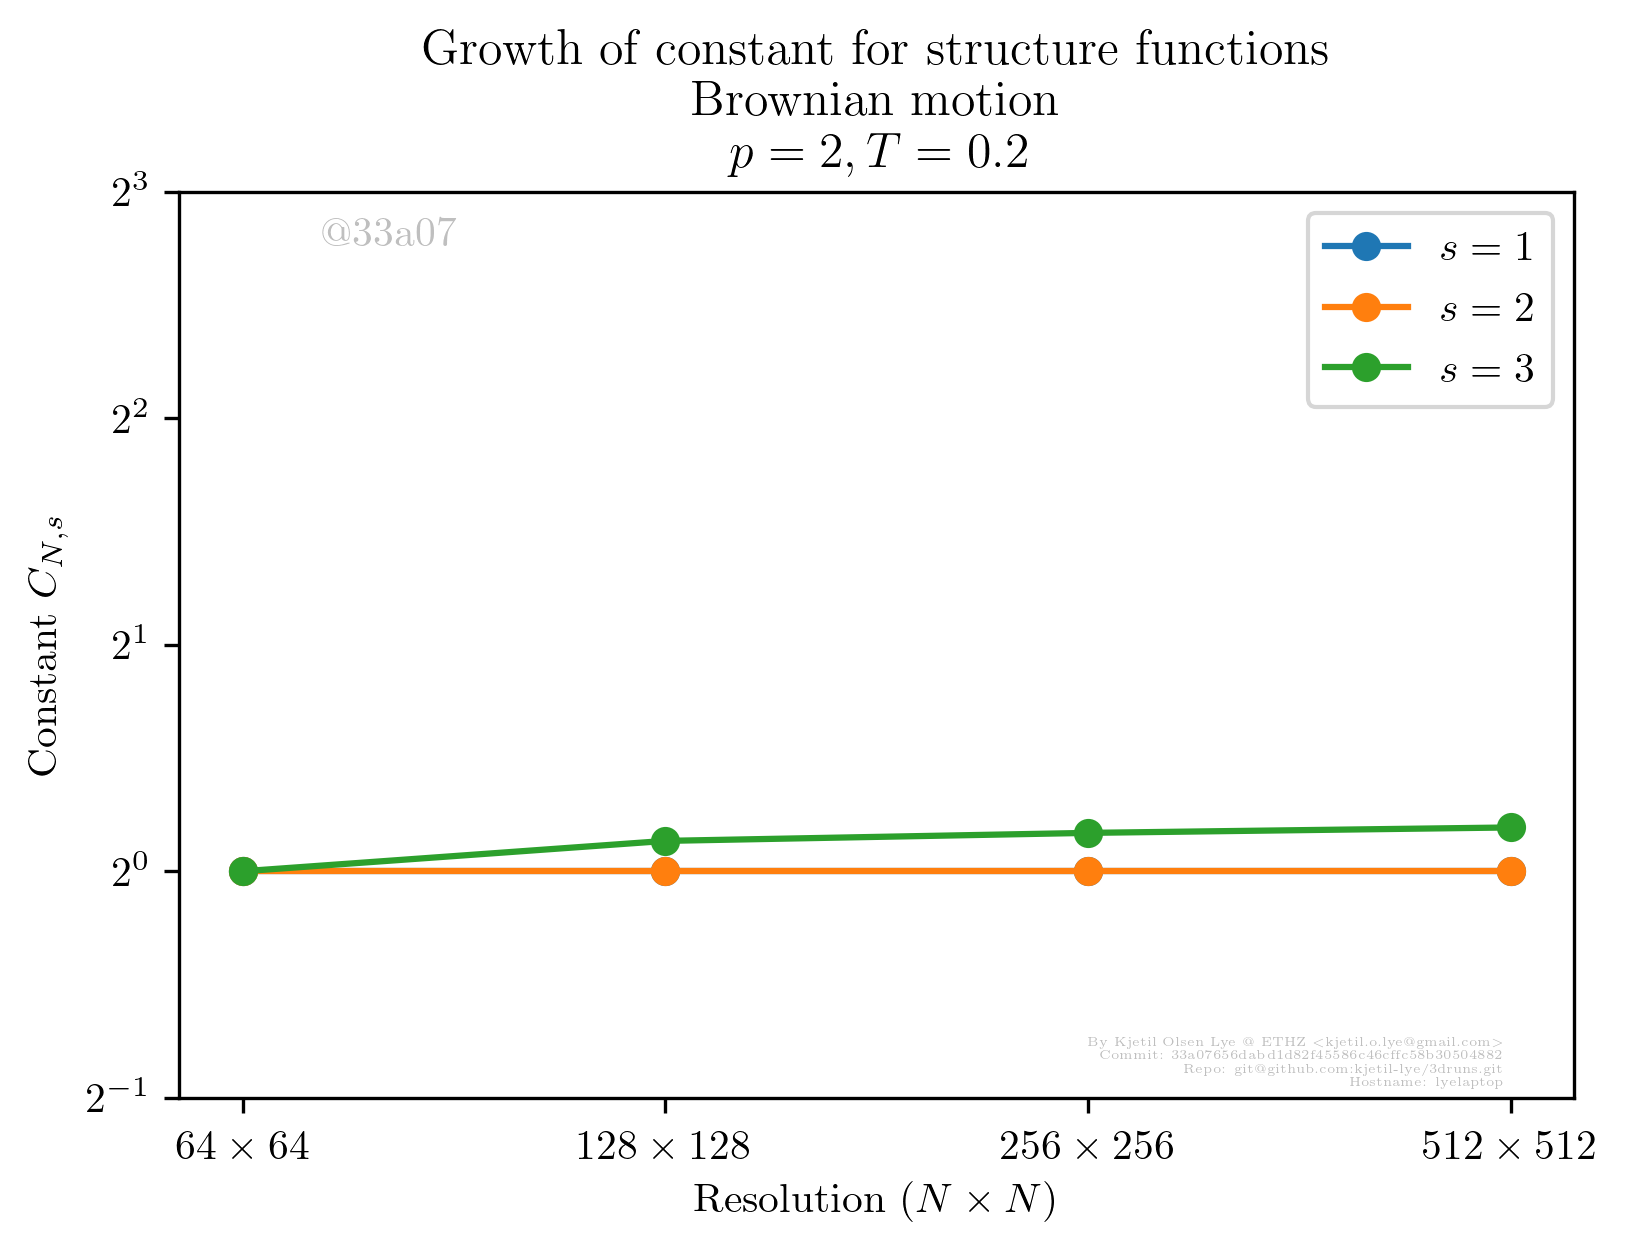 Growth of constant for structure functions
Brownian motion
p = 2, T = 0.2
2^3
2^2
2^1
2^0
2^{-1}
Constant C_{N,s}
@33a07
s = 1
s = 2
s = 3
By Kjetil Olsen Lye @ ETHZ <kjetil.o.lye@gmail.com>
Commit: 33a07656dabd1d82f45586c46cffc58b30504882
Repo: git@github.com:kjetil-lye/3druns.git
Hostname: lyelaptop
64 × 64
128 × 128
256 × 256
512 × 512
Resolution (N × N)